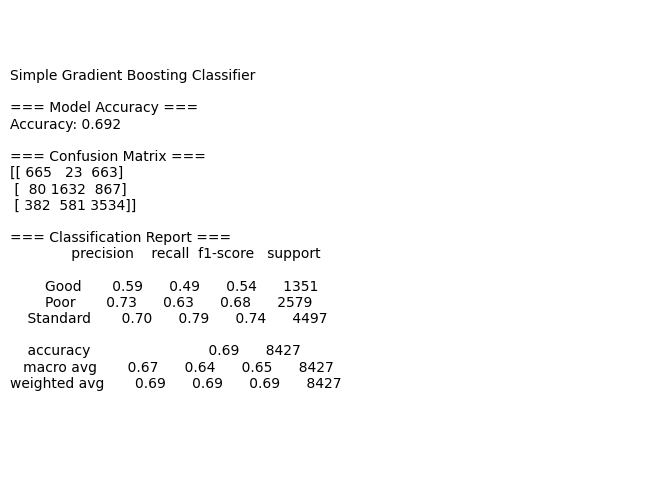 Simple Gradient Boosting Classifier
=== Model Accuracy ===
Accuracy: 0.692
=== Confusion Matrix ===
[[ 665   23  663]
 [  80 1632  867]
 [ 382  581 3534]]
=== Classification Report ===
              precision    recall  f1-score   support
        Good       0.59      0.49      0.54      1351
        Poor       0.73      0.63      0.68      2579
    Standard       0.70      0.79      0.74      4497
    accuracy                           0.69      8427
   macro avg       0.67      0.64      0.65      8427
weighted avg       0.69      0.69      0.69      8427